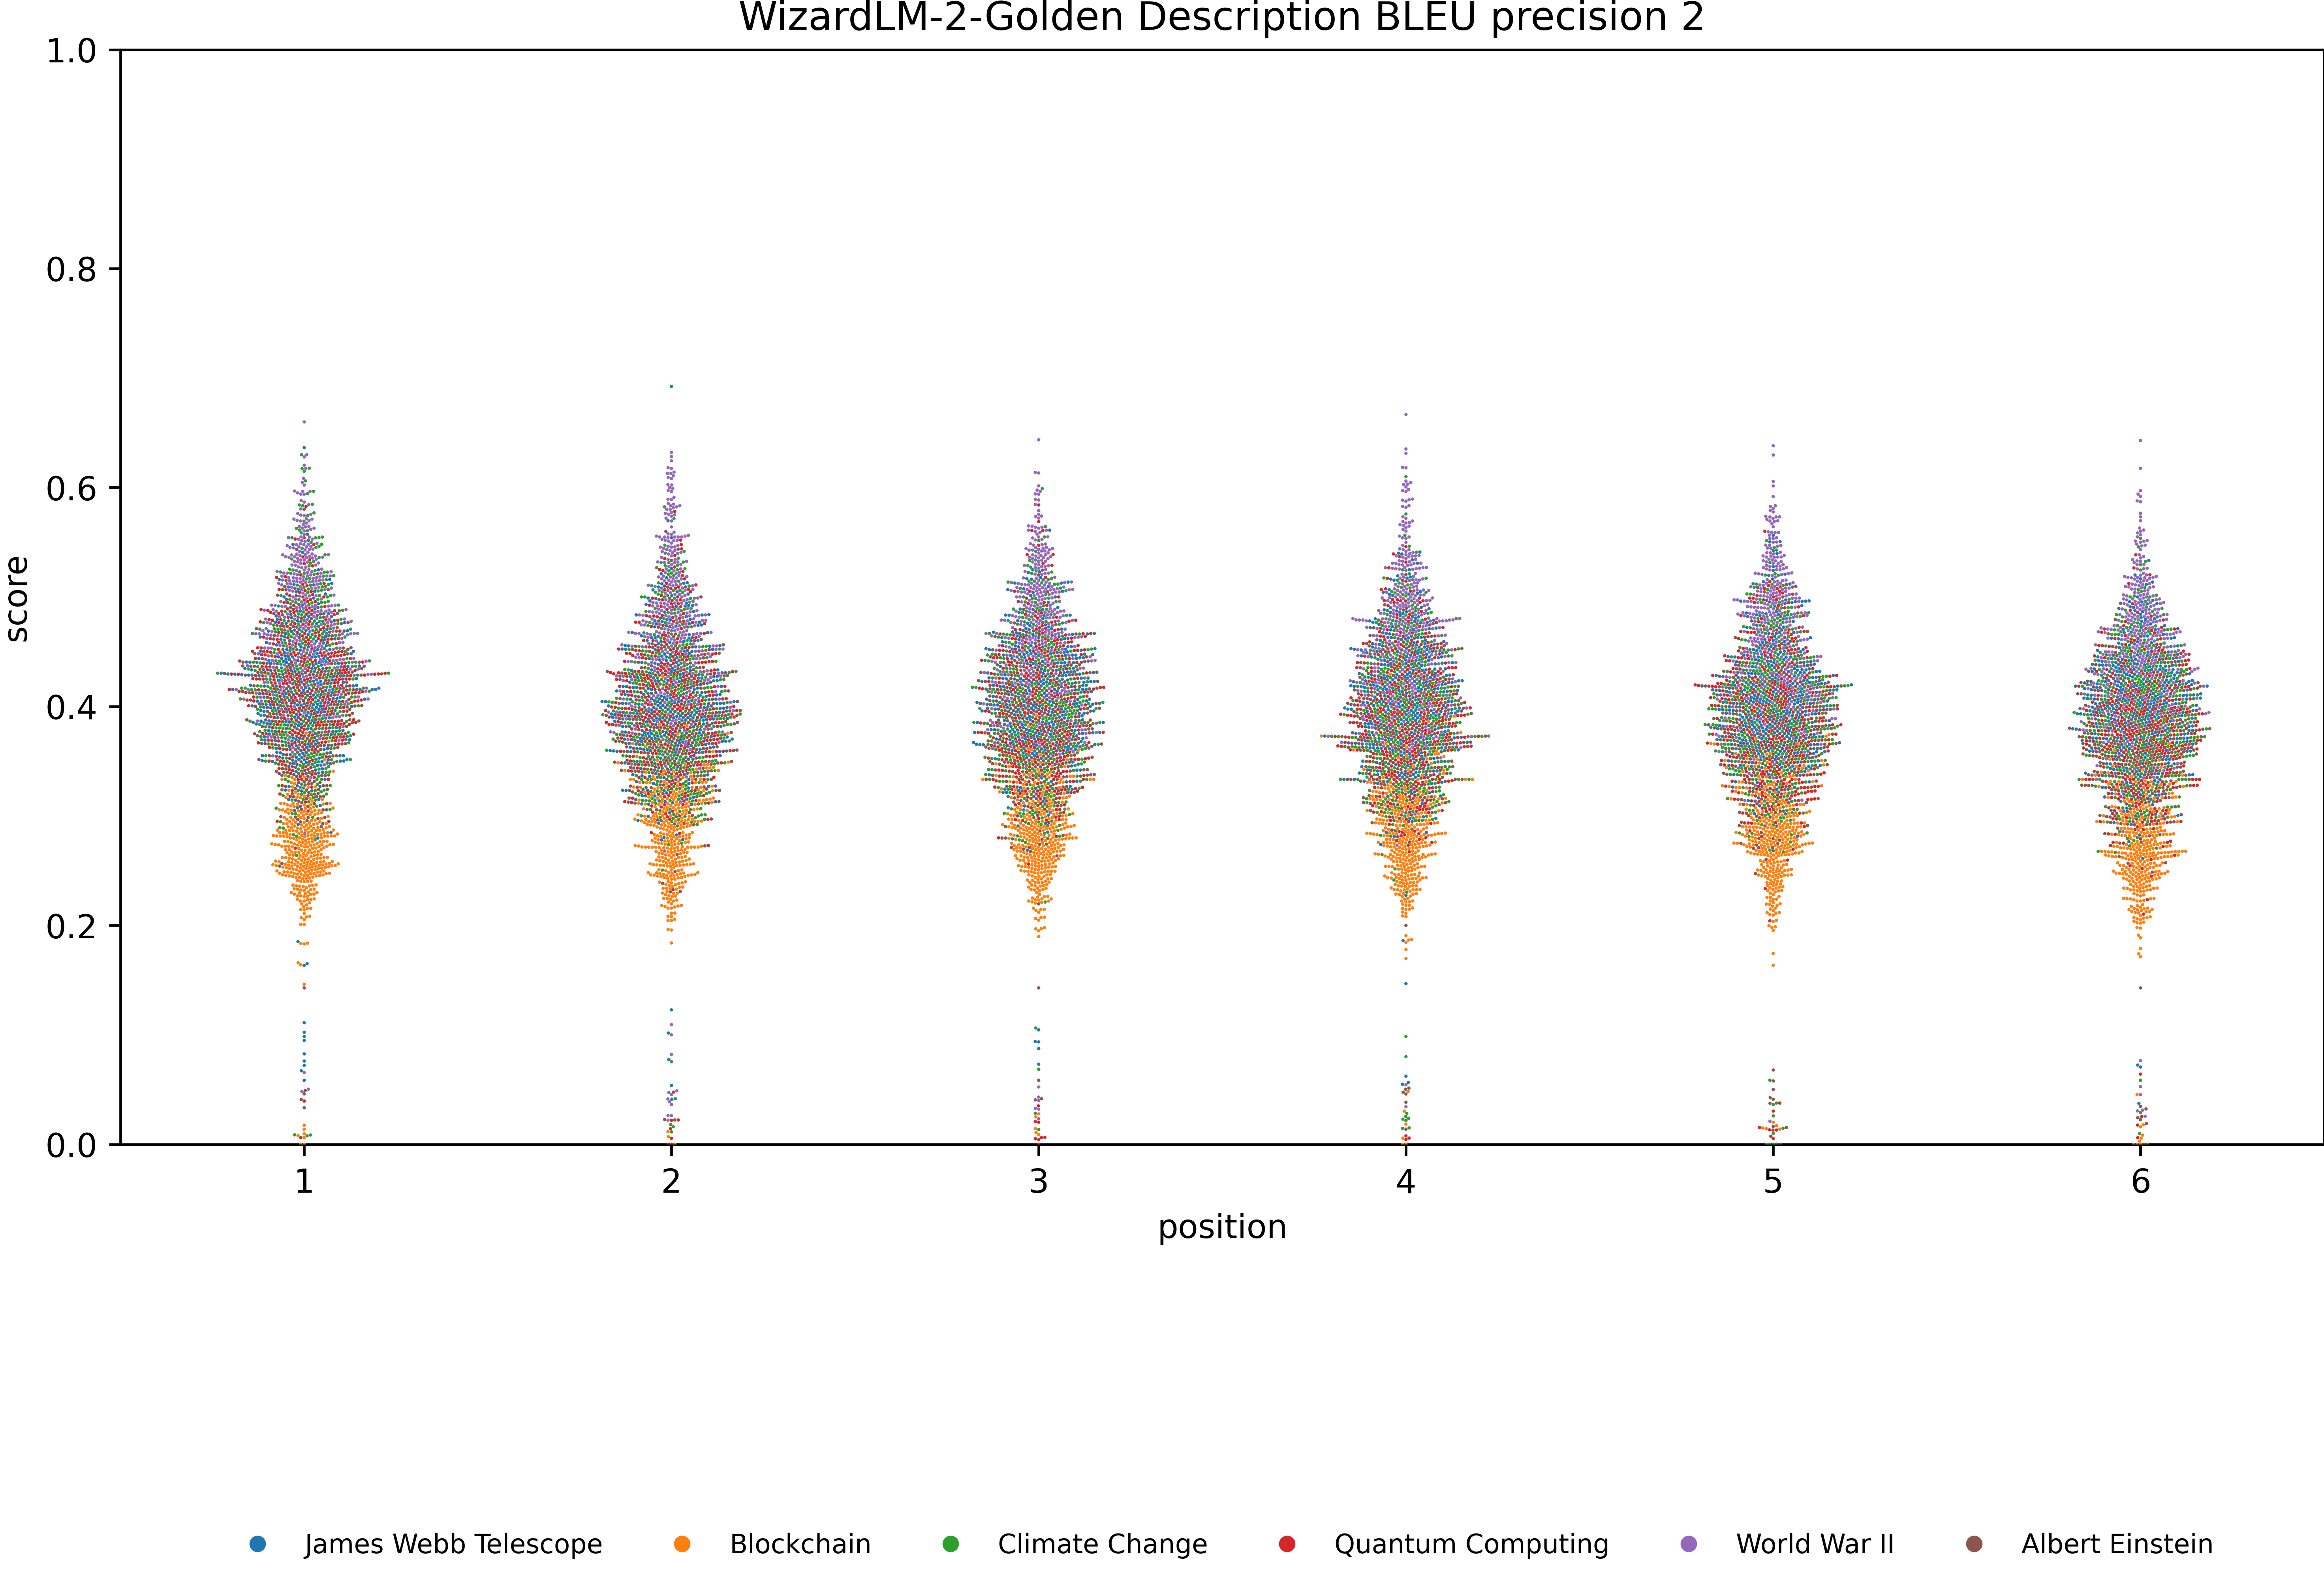 WizardLM-2-Golden Description BLEU precision 2
1.0
0.8
0.6
0.4
0.2
0.0
score
1 2 3 4 5 6
position
James Webb Telescope Blockchain Climate Change Quantum Computing World War II Albert Einstein